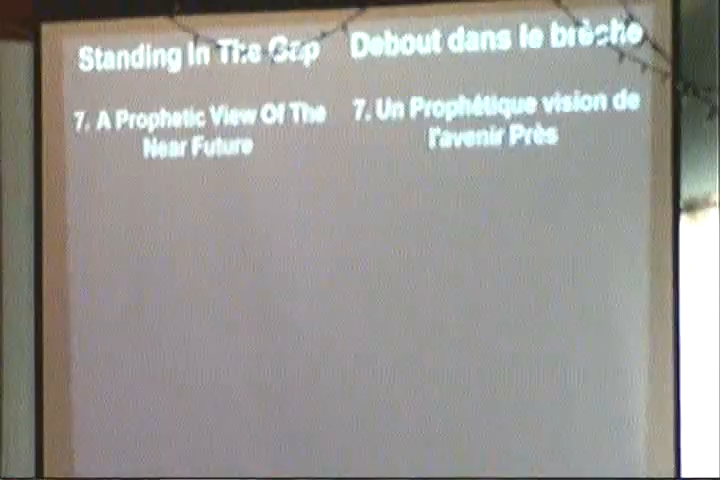 Standing In The Gap
7. A Prophetic View Of The
Near Future
Debout dans le brèche
7. Un Prophétique vision de
l'avenir Près